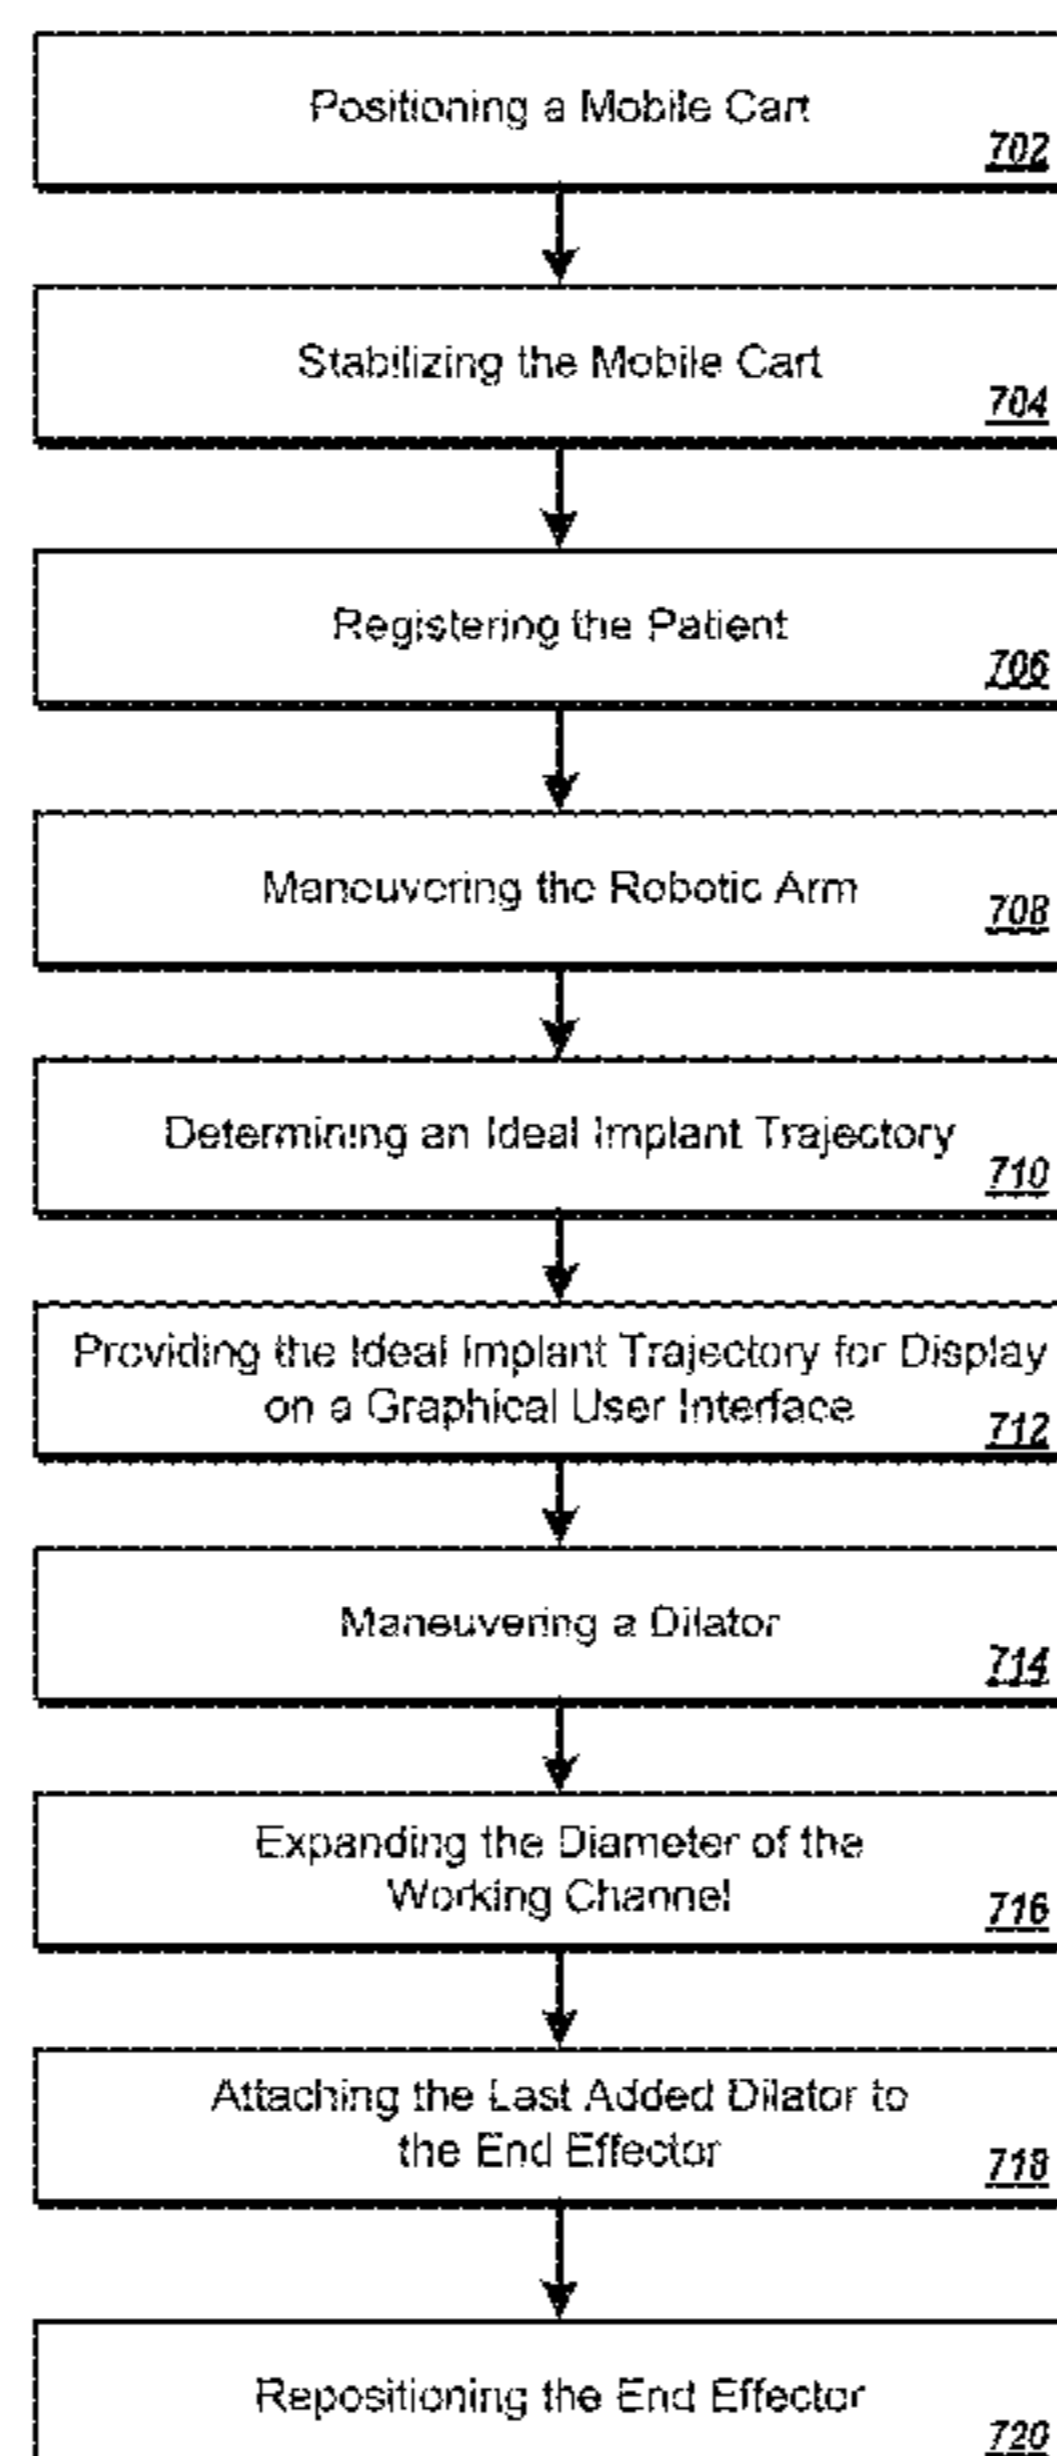 Positioning a Mobile Cart
702
Stabilizing the Mobile Cart
704
Registering the Patient
706
Maneuvering the Robotic Arm
708
Determining an Ideal Implant Trajectory
710
Providing the Ideal Implant Trajectory for Display
on a Graphical User Interface
712
Maneuvering a Dilator
714
Expanding the Diameter of the
Working Channel
716
Attaching the Last Added Dilator to
the End Effector
718
Repositioning the End Effector
720